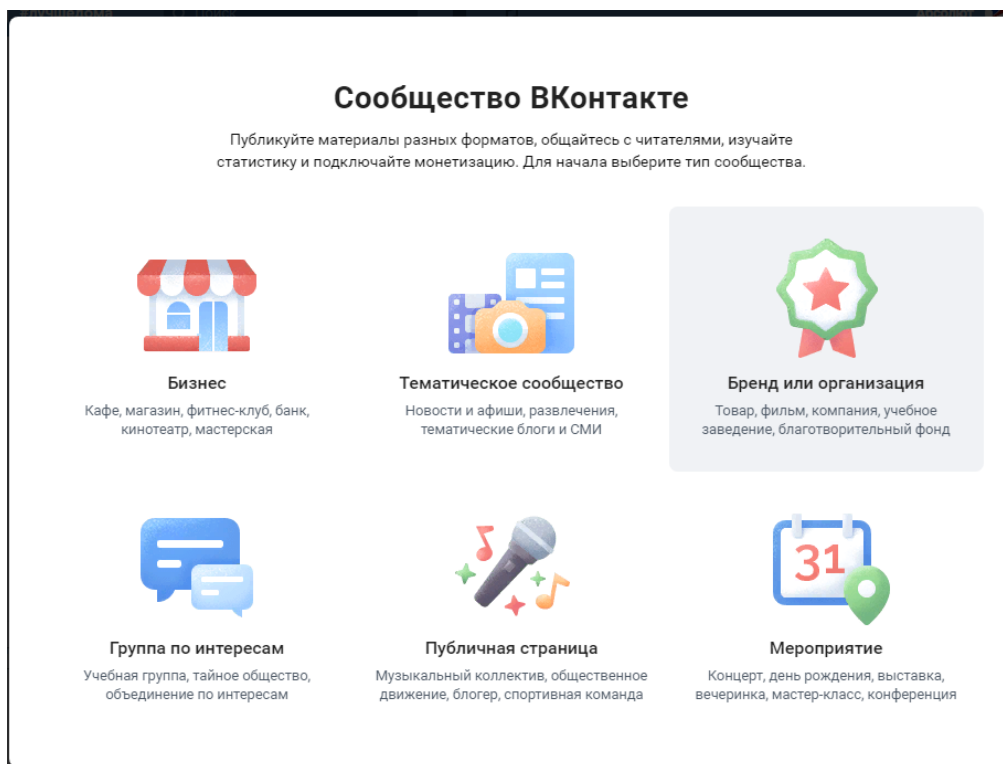 Сообщество ВКонтакте
Публикуйте материалы разных форматов, общайтесь с читателями, изучайте
статистику и подключайте монетизацию. Для начала выберите тип сообщества.
Бизнес
Кафе, магазин, фитнес-клуб, банк,
кинотеатр, мастерская
Тематическое сообщество
Новости и афиши, развлечения,
тематические блоги и СМИ
Бренд или организация
Товар, фильм, компания, учебное
заведение, благотворительный фонд
31
Группа по интересам
Учебная группа, тайное общество,
объединение по интересам
Публичная страница
Музыкальный коллектив, общественное
движение, блогер, спортивная команда
Мероприятие
Концерт, день рождения, выставка,
вечеринка, мастер-класс, конференция